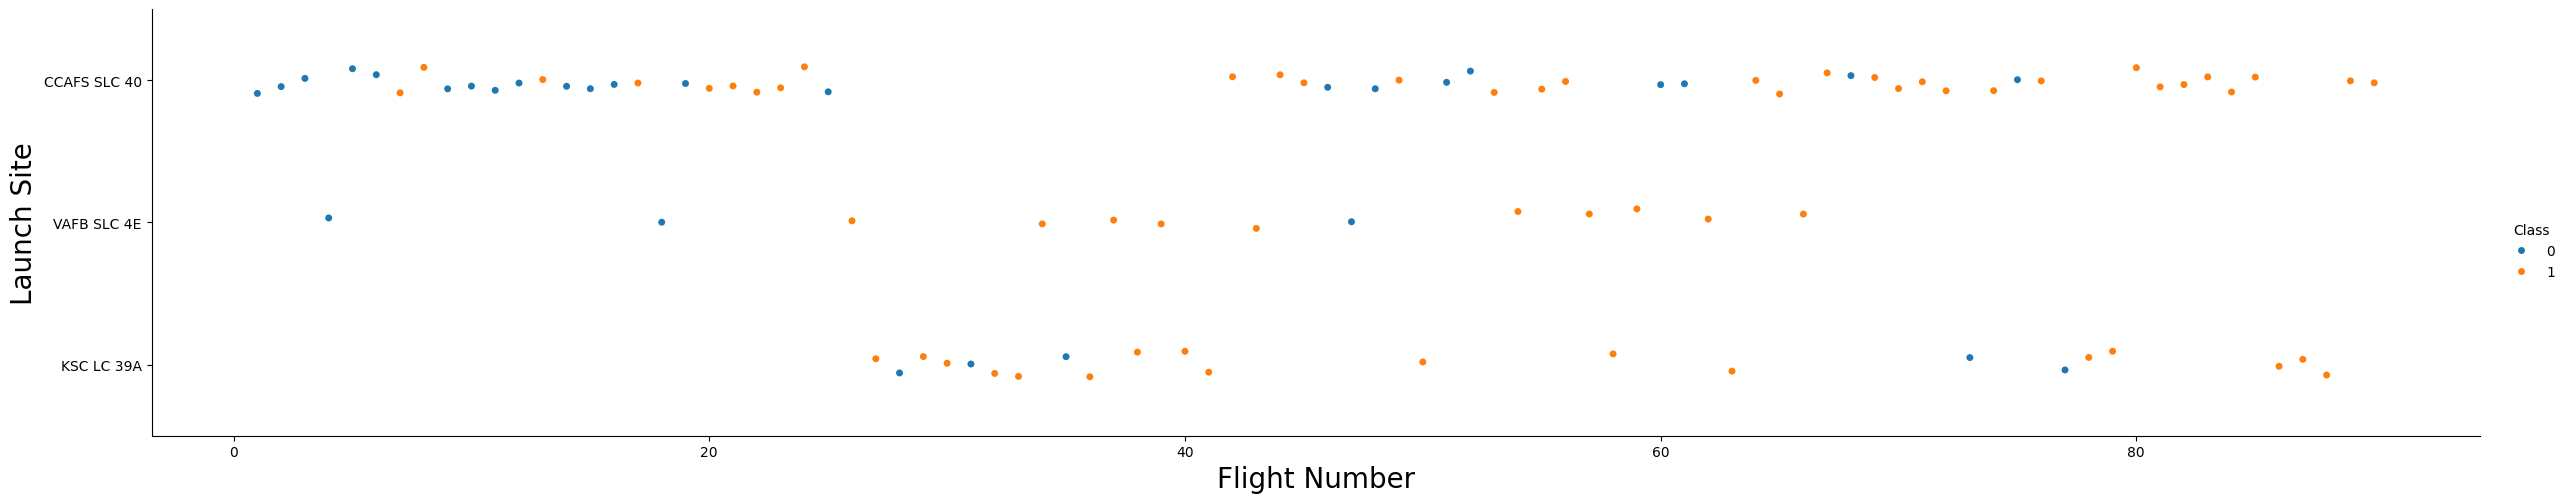 Launch Site
CCAFS SLC 40
VAFB SLC 4E
KSC LC 39A
0 20 40 60 80
Flight Number
Class
0
1